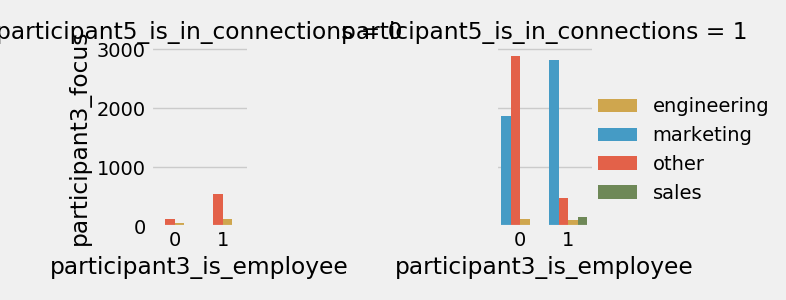 participant5_is_in_connections = 0
participant5_is_in_connections = 1
participant3_focus
3000
2000
1000
0
0 1
0 1
participant3_is_employee
participant3_is_employee
engineering
marketing
other
sales